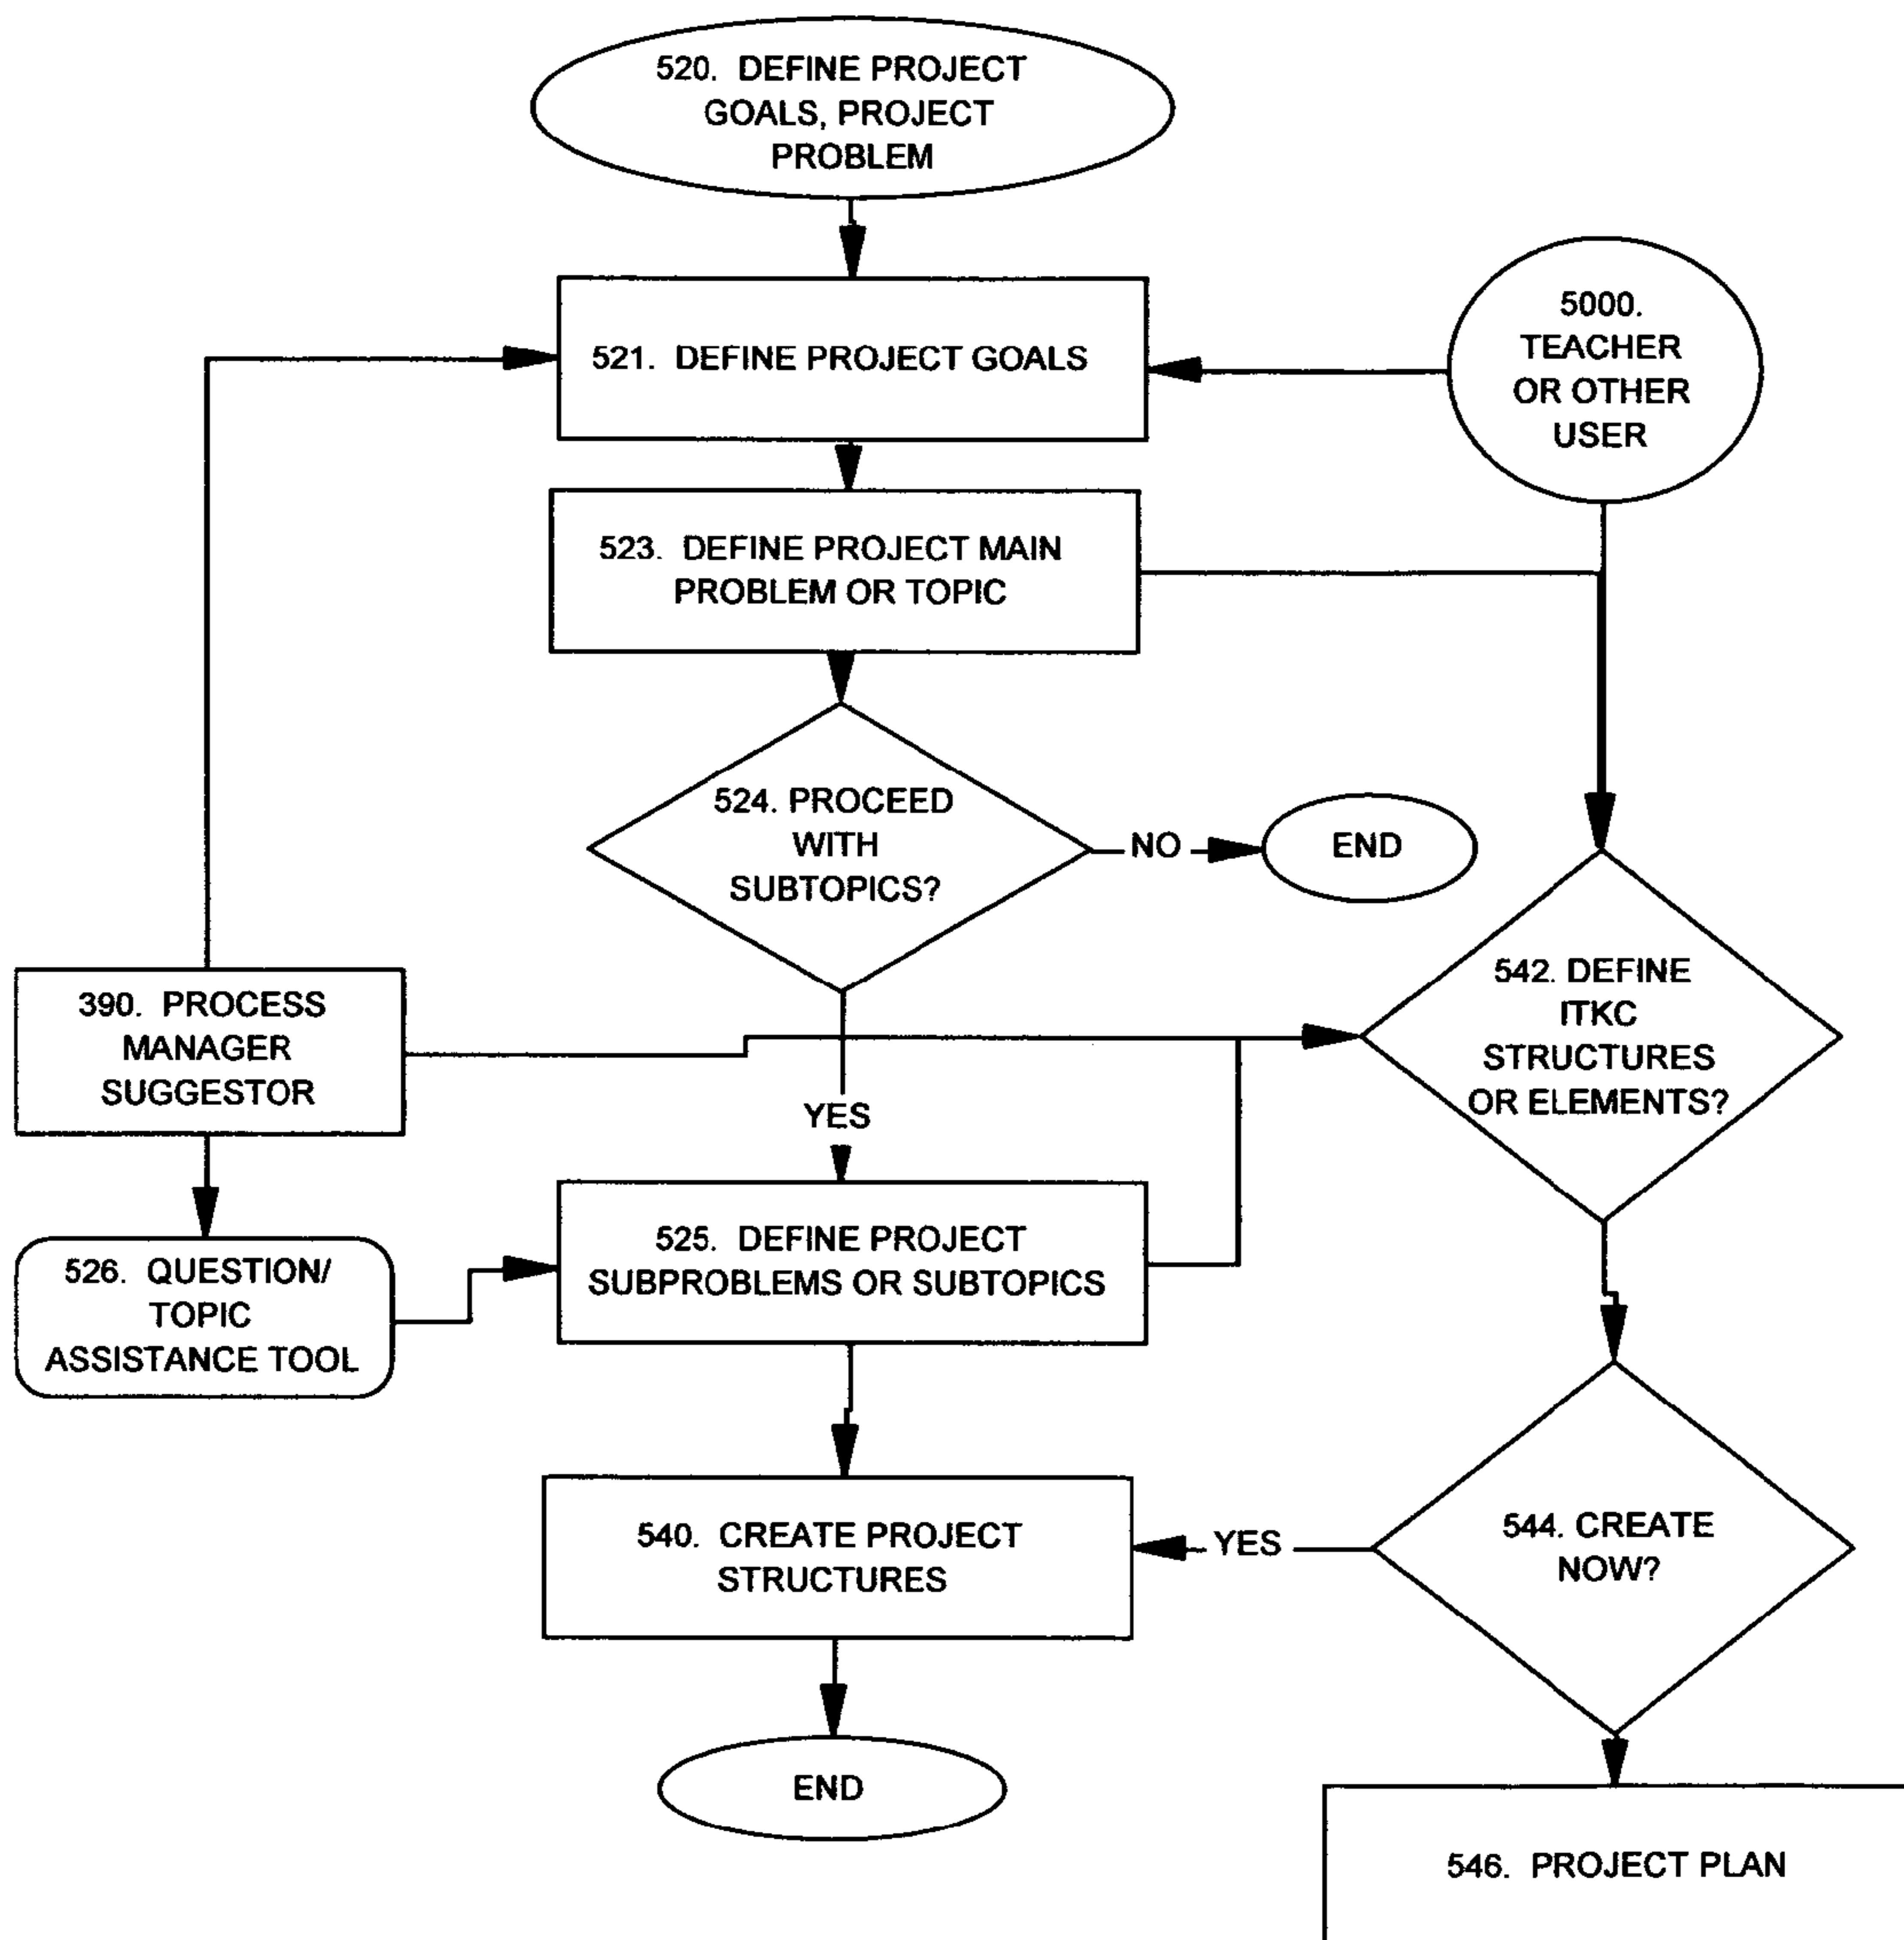 520. DEFINE PROJECT
GOALS, PROJECT
PROBLEM
5000.
TEACHER
OR OTHER
USER
521. DEFINE PROJECT GOALS
523. DEFINE PROJECT MAIN
PROBLEM OR TOPIC
524. PROCEED
WITH
SUBTOPICS?
NO
END
542. DEFINE
ITKC
STRUCTURES
OR ELEMENTS?
390. PROCESS
MANAGER
SUGGESTOR
YES
525. DEFINE PROJECT
SUBPROBLEMS OR SUBTOPICS
526. QUESTION/
TOPIC
ASSISTANCE TOOL
540. CREATE PROJECT
STRUCTURES
YES
544. CREATE
NOW?
END
546. PROJECT PLAN